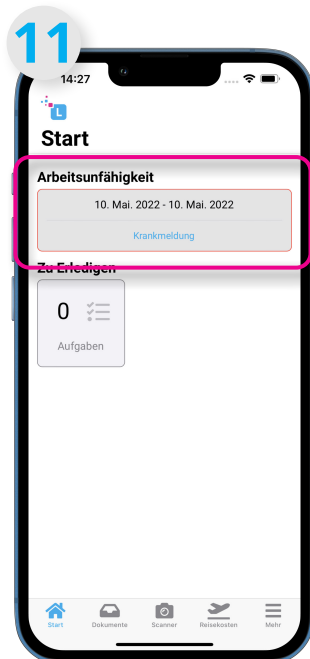 11
14:27
L
Start
Arbeitsunfähigkeit
10. Mai. 2022 - 10. Mai. 2022
Krankmeldung
Zu Erledigen
0
Aufgaben
Start Dokumente Scanner Reisekosten Mehr